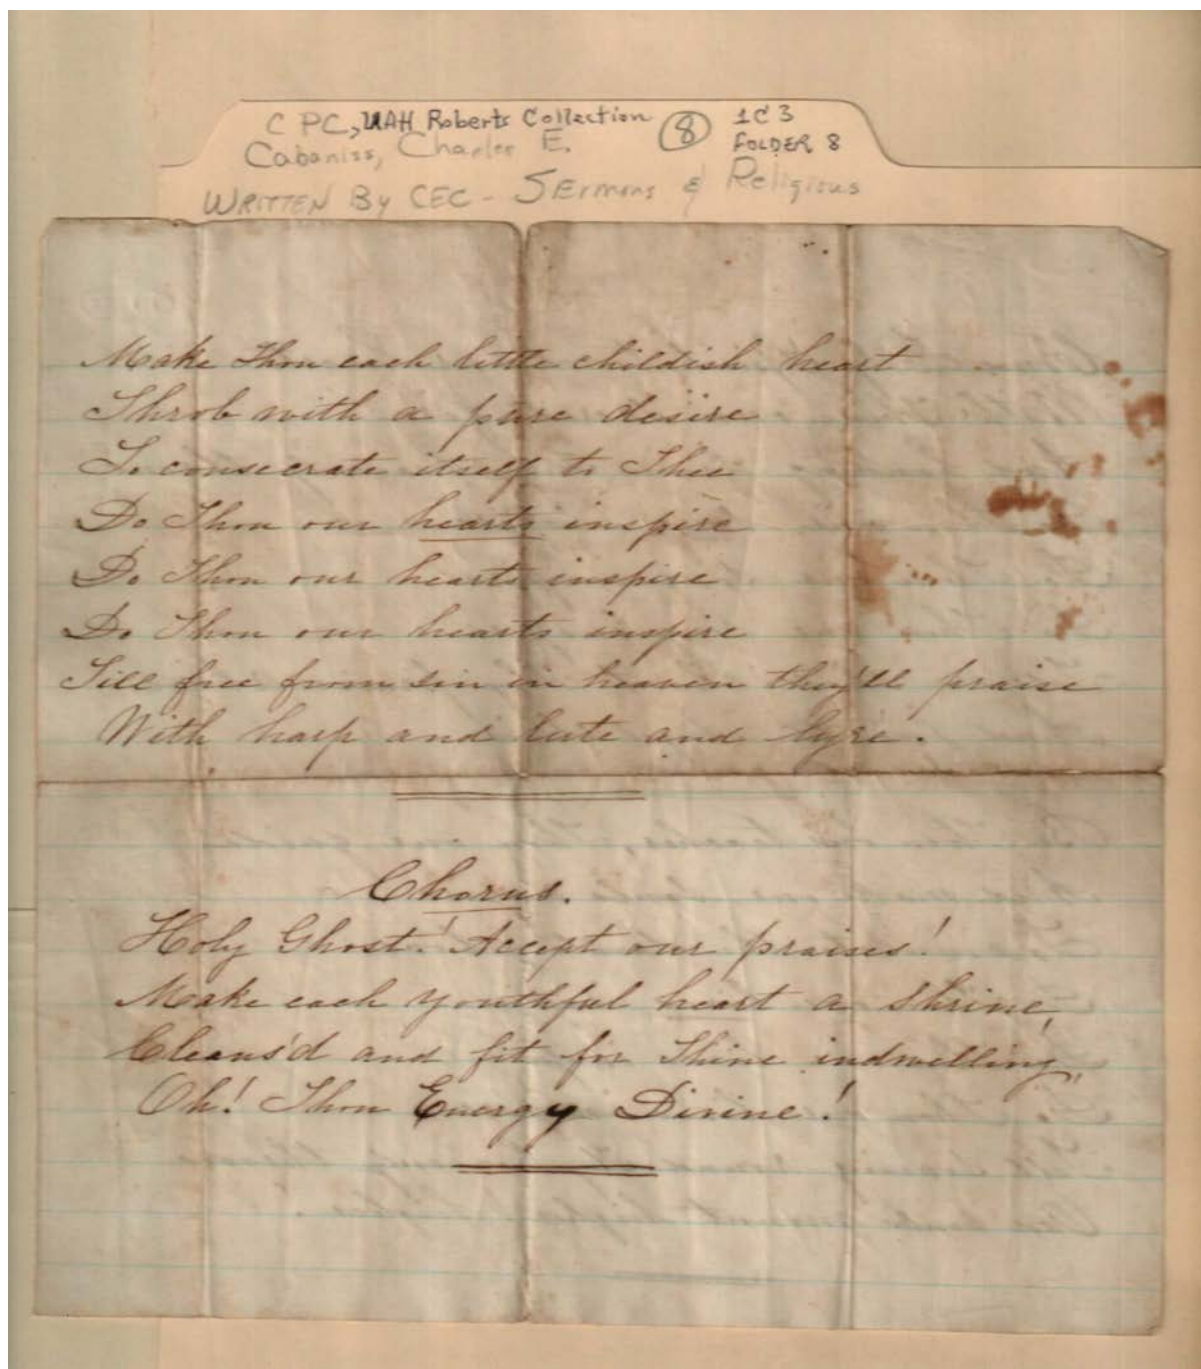 C PC, UAH Roberts Collection 8 1C3
Cabaniss, Charles E. FOLDER 8
WRITTEN By CEC - SErmons & Religious
Make Thou each little childish heart
Throb with a pure desire
To consecrate itself to Thee
Do Thou our hearts inspire
Do Thou our hearts inspire
Do Thou our hearts inspire
Till free from sin in heaven they'll praise
With harp and lute and lyre.
Chorus.
Holy Ghost! Accept our praises!
Make each youthful heart a shrine,
Cleans'd and fit for Thine indwelling,
Oh! Thou Energy Divine!